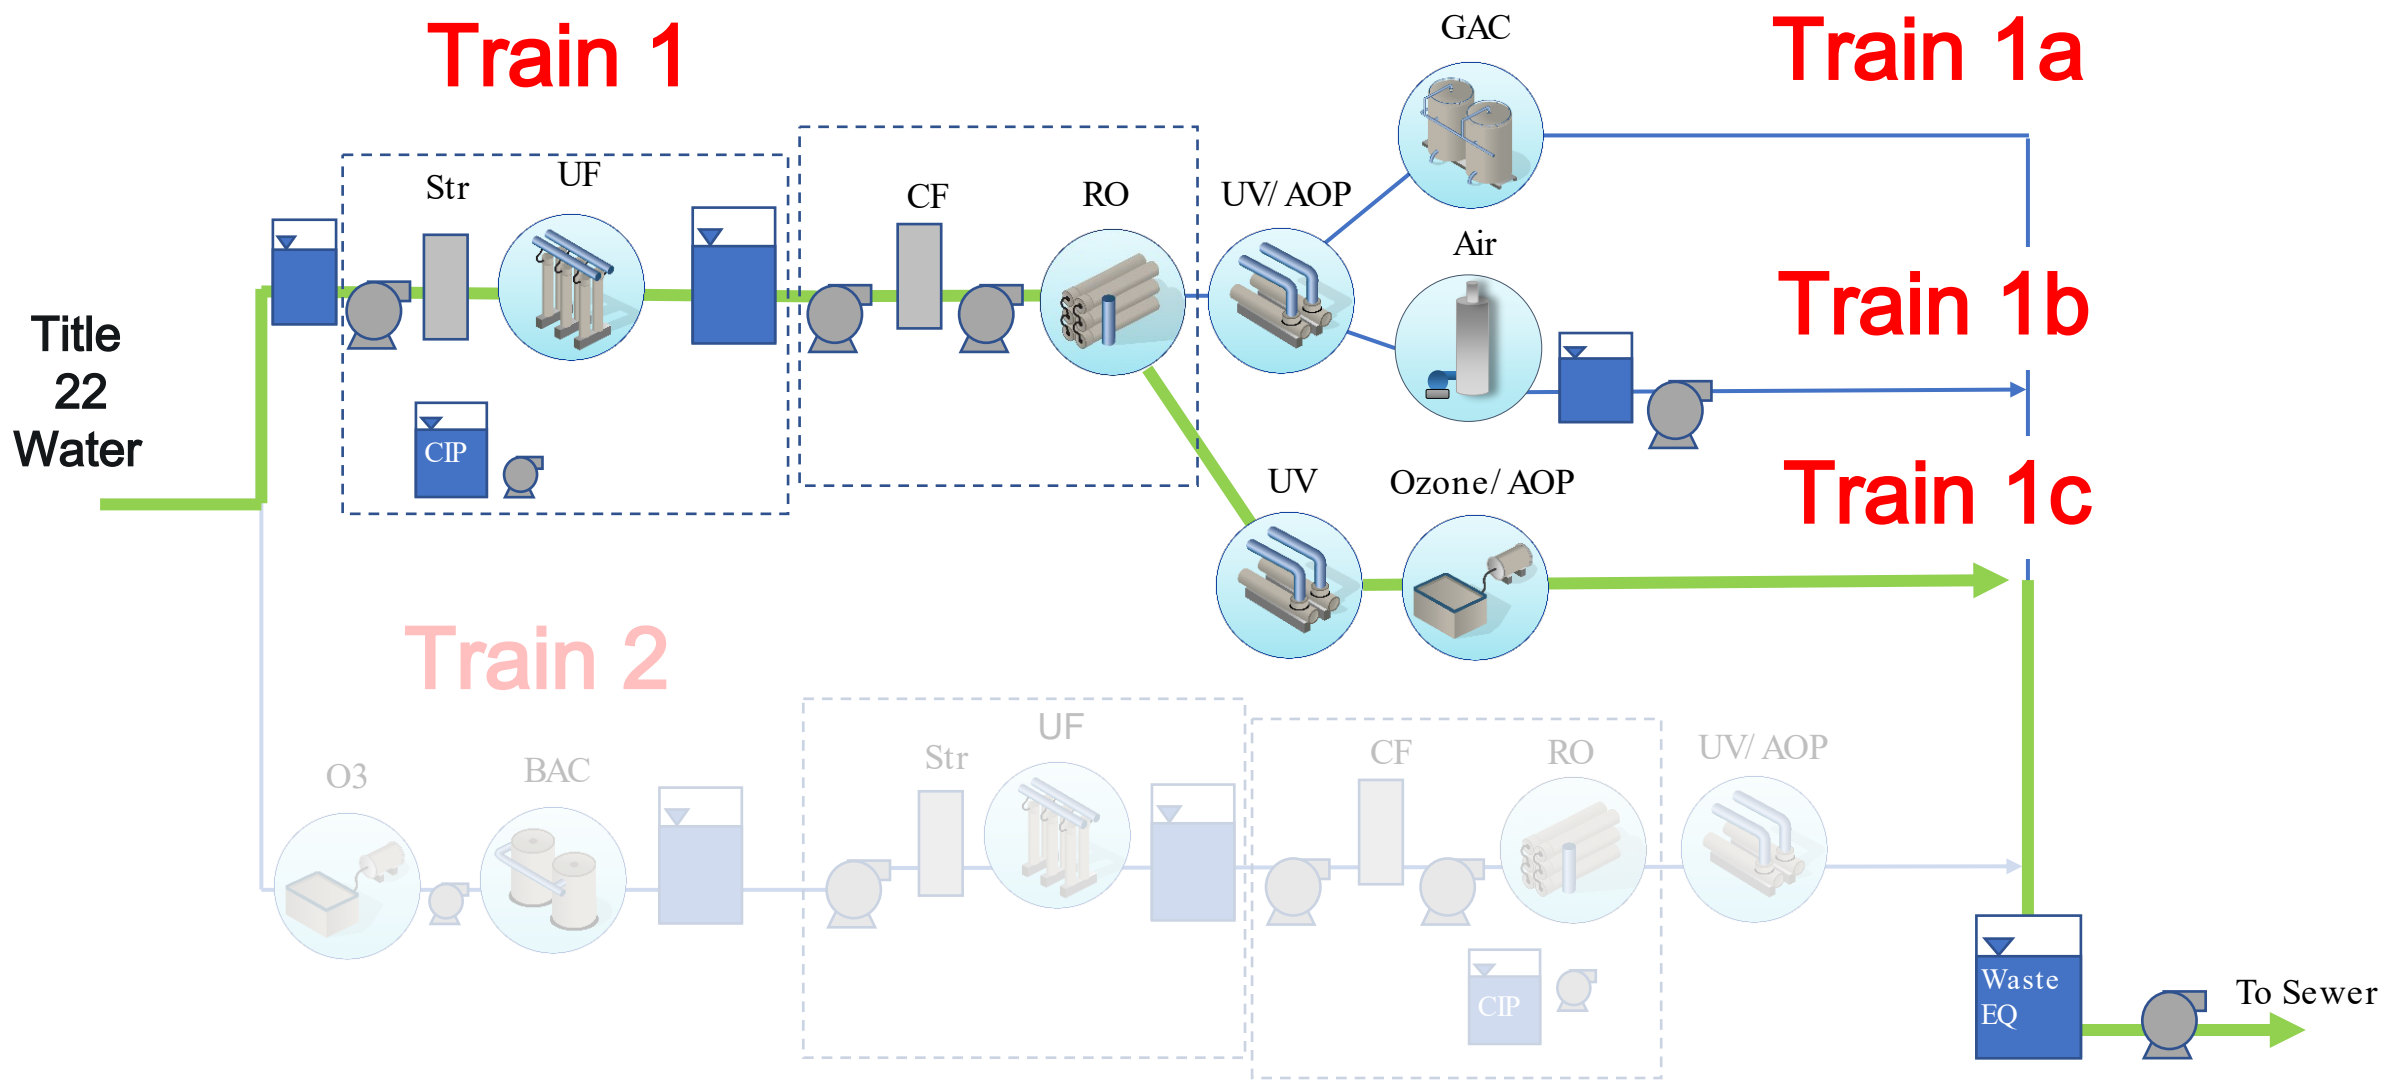 Train 1
GAC
Train 1a
Str
UF
CF
RO
UV/ AOP
Air
Train 1b
Title
22
Water
CIP
UV
Ozone/ AOP
Train 1c
Train 2
O3
BAC
Str
UF
CF
RO
UV/ AOP
CIP
Waste
EQ
To Sewer